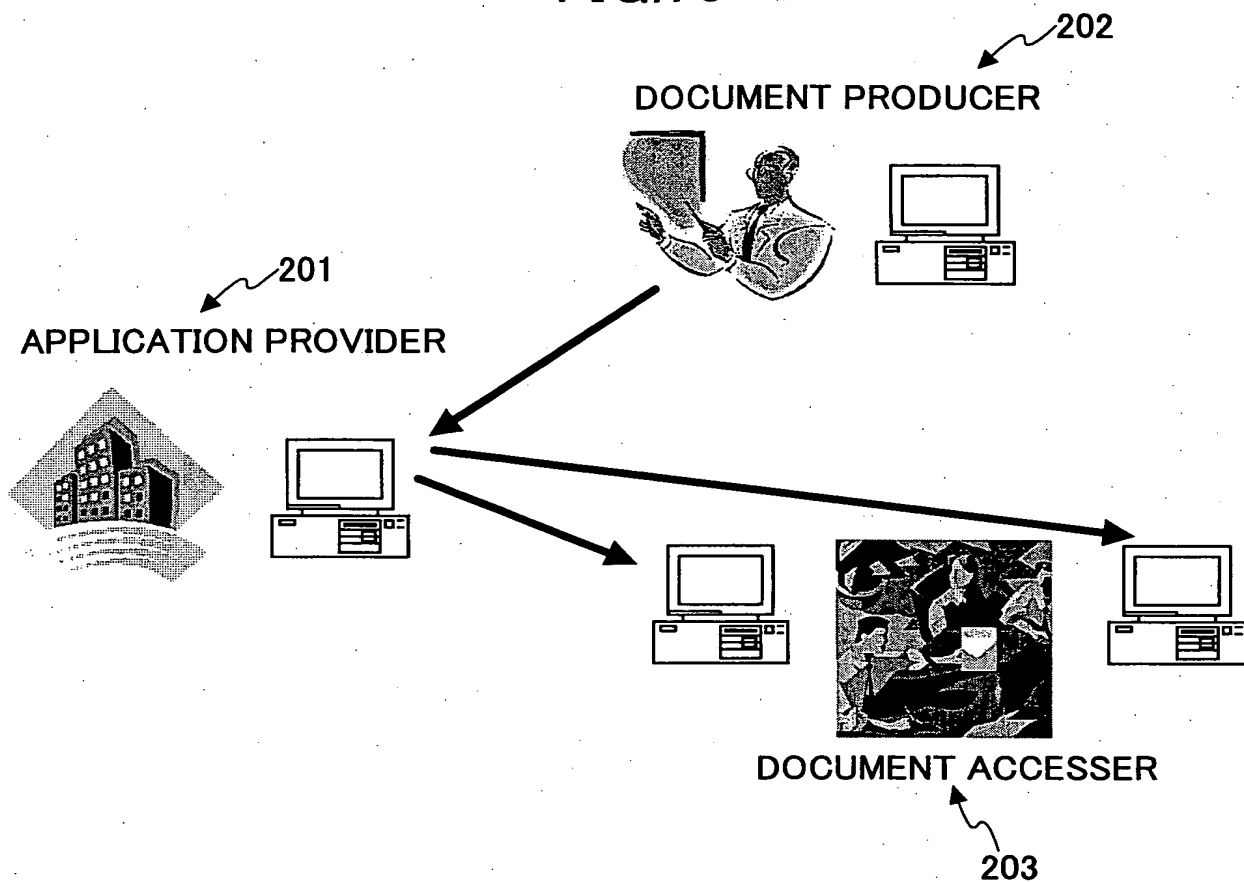 202
DOCUMENT PRODUCER
201
APPLICATION PROVIDER
DOCUMENT ACCESSER
203